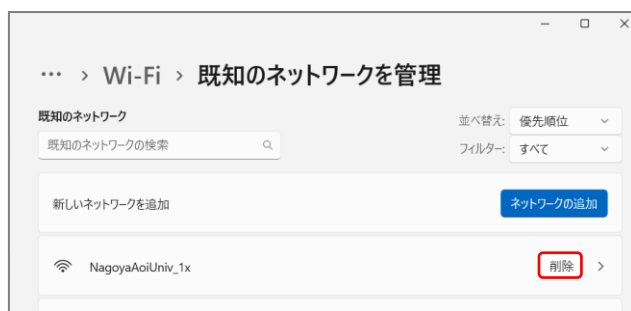 … > Wi-Fi > 既知のネットワークを管理
既知のネットワーク
並べ替え: 優先順位
既知のネットワークの検索
フィルター: すべて
新しいネットワークを追加
ネットワークの追加
NagoyaAoiUniv_1x
削除